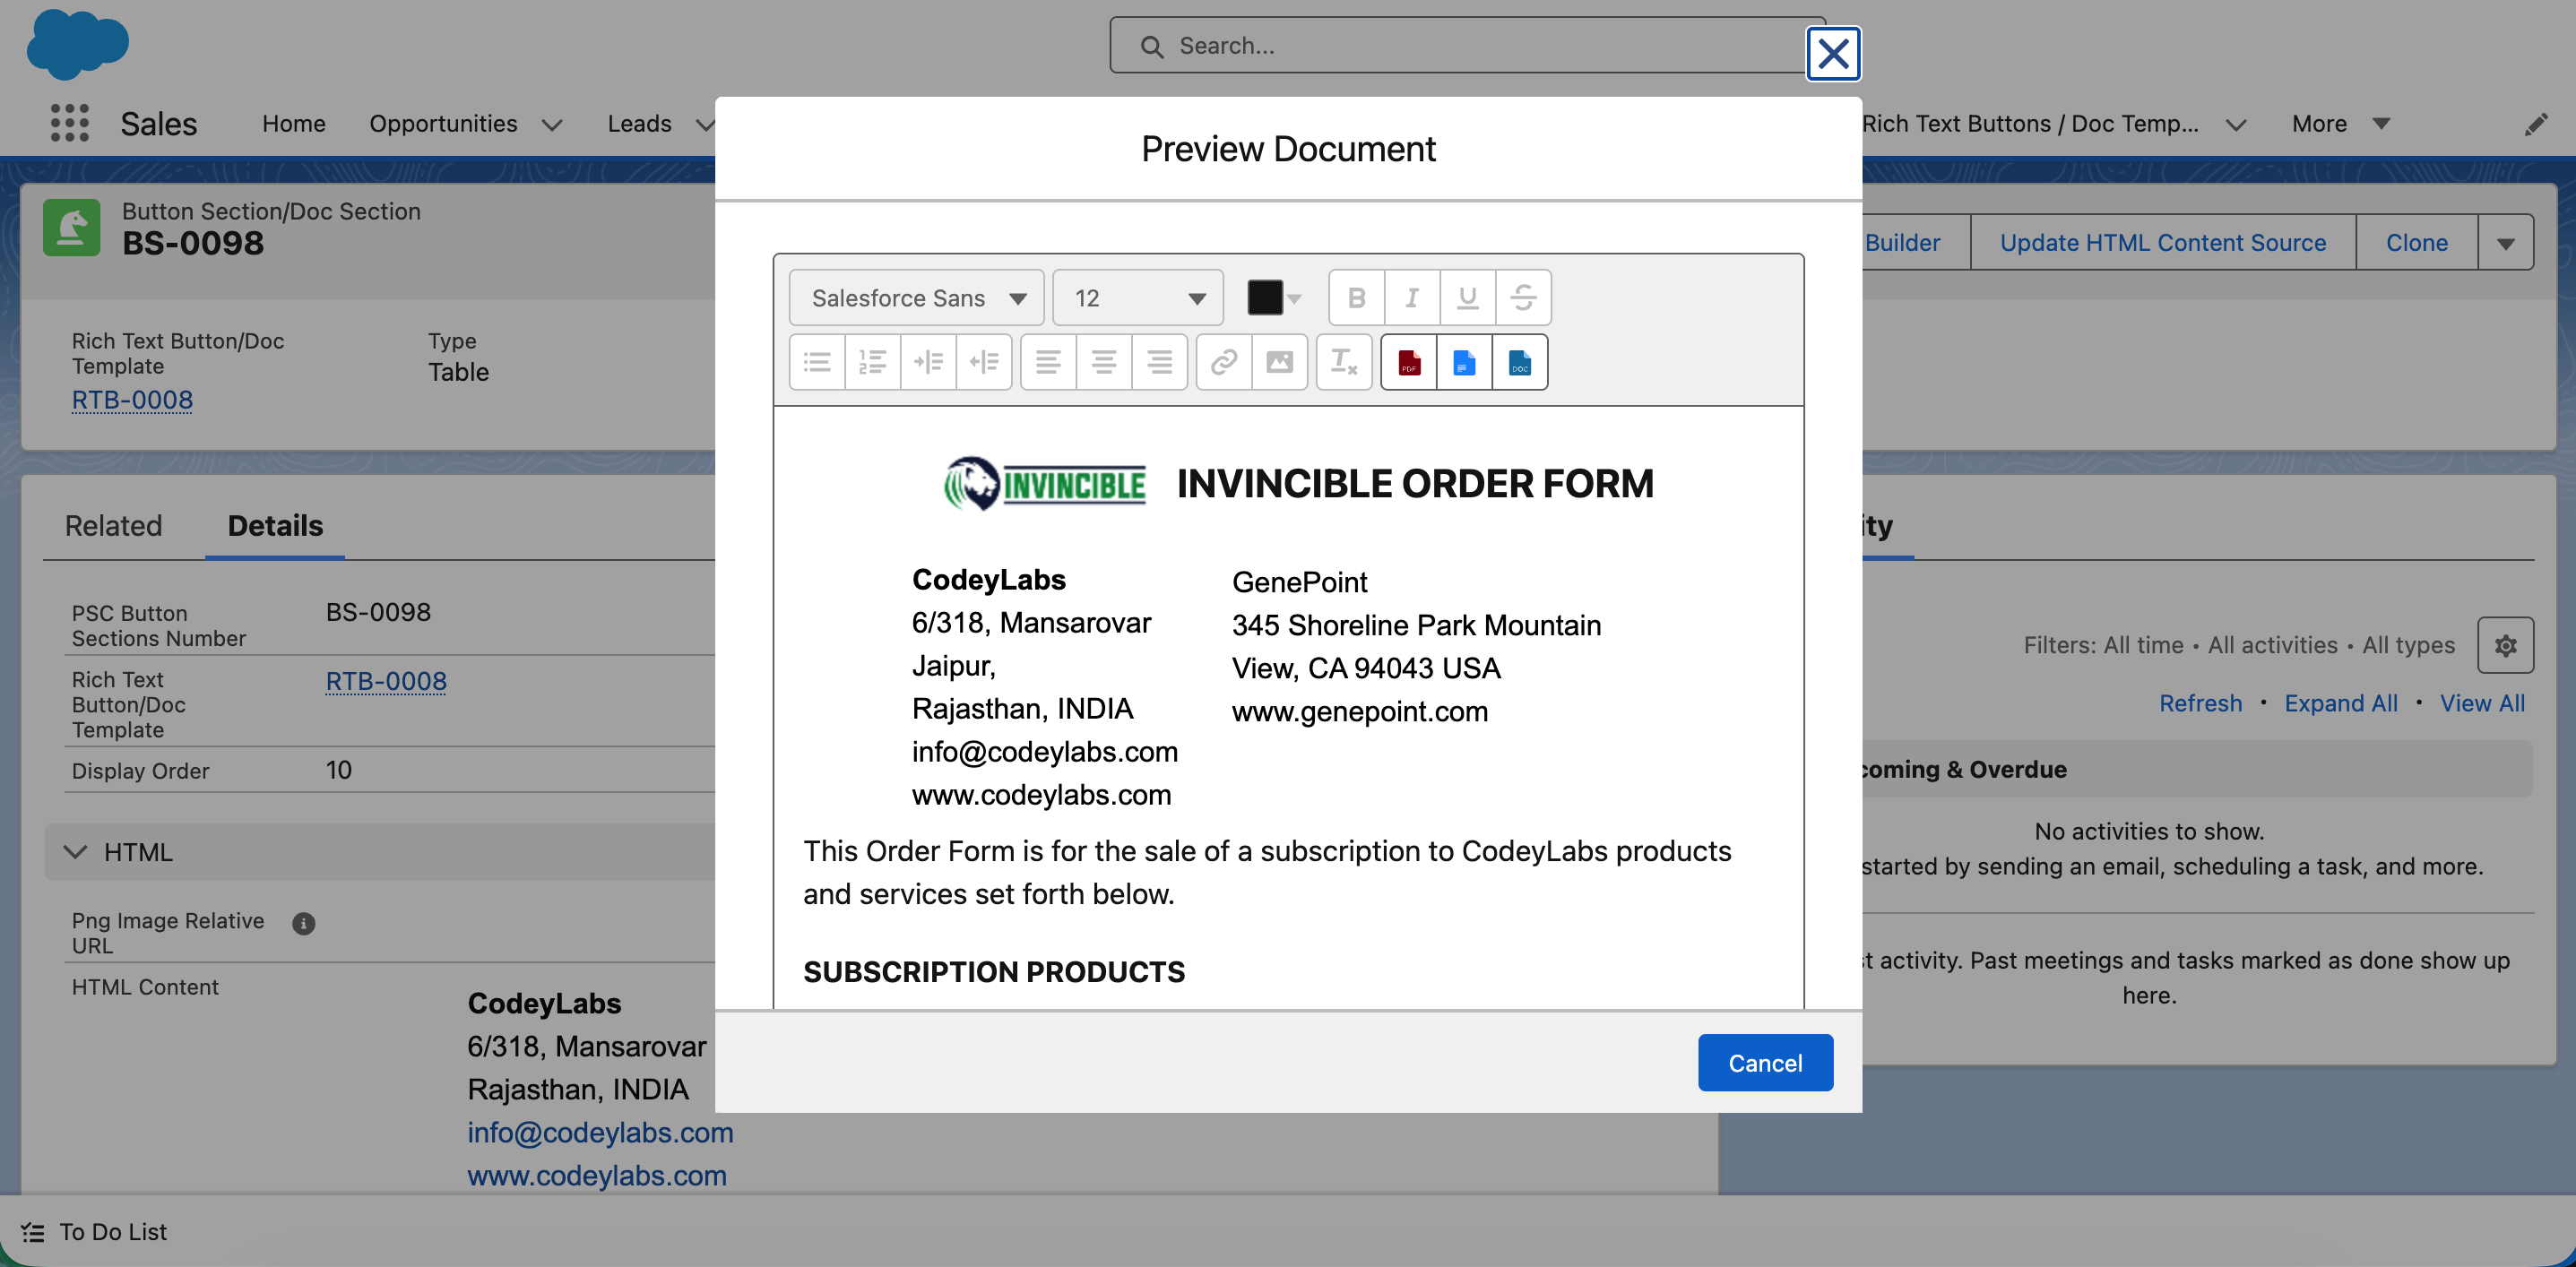 Search...
Sales
Home
Opportunities
Leads
Rich Text Buttons / Doc Temp...
More
Button Section/Doc Section
BS-0098
Builder
Update HTML Content Source
Clone
Rich Text Button/Doc
Template
RTB-0008
Type
Table
Related
Details
PSC Button
Sections Number
BS-0098
Rich Text
Button/Doc
Template
RTB-0008
Display Order
10
HTML
Png Image Relative
URL
HTML Content
CodeyLabs
6/318, Mansarovar
Rajasthan, INDIA
info@codeylabs.com
www.codeylabs.com
Preview Document
Salesforce Sans
12
B
I
U
S
PDF
DOC
INVINCIBLE
INVINCIBLE ORDER FORM
CodeyLabs
6/318, Mansarovar
Jaipur,
Rajasthan, INDIA
info@codeylabs.com
www.codeylabs.com
GenePoint
345 Shoreline Park Mountain
View, CA 94043 USA
www.genepoint.com
This Order Form is for the sale of a subscription to CodeyLabs products
and services set forth below.
SUBSCRIPTION PRODUCTS
Cancel
ity
Filters: All time • All activities • All types
Refresh • Expand All • View All
coming & Overdue
No activities to show.
started by sending an email, scheduling a task, and more.
st activity. Past meetings and tasks marked as done show up
here.
To Do List